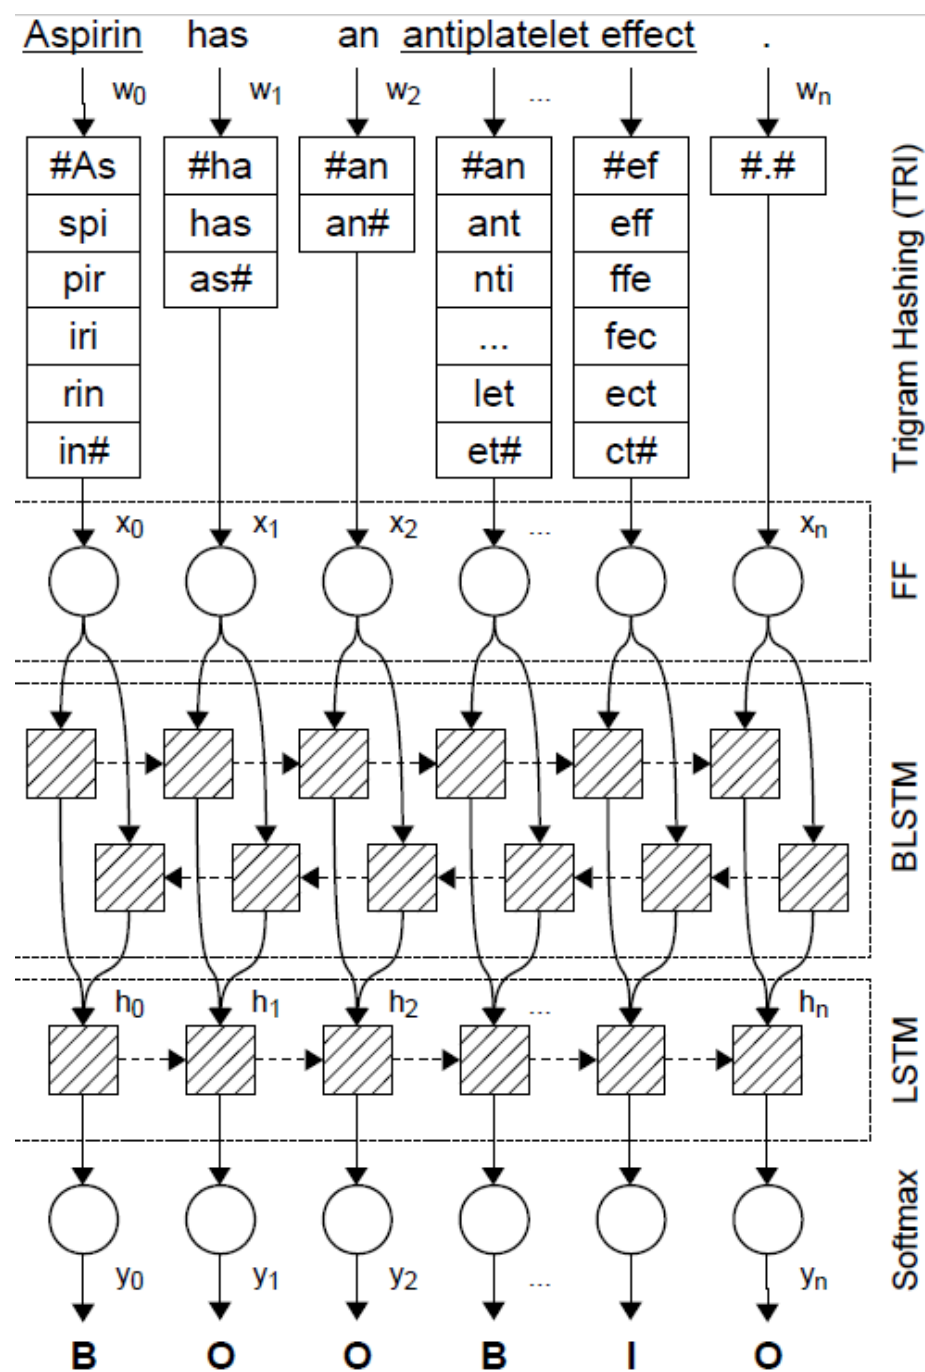 Aspirin has an antiplatelet effect .
w0 w1 w2 ... wn
#As #ha #an #an #ef #.#
spi has an# ant eff
pir as# nti ffe
iri ... fec
rin let ect
in# et# ct#
Trigram Hashing (TRI)
x0 x1 x2 ... xn
FF
BLSTM
h0 h1 h2 ... hn
LSTM
Softmax
y0 y1 y2 ... yn
B O O B I O